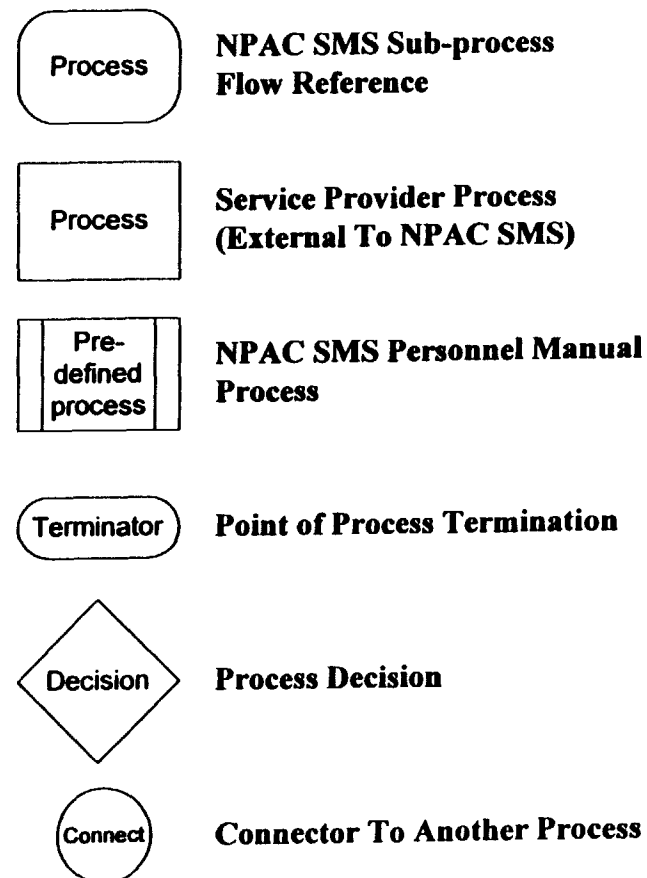 Process
NPAC SMS Sub-process
Flow Reference
Process
Service Provider Process
(External To NPAC SMS)
Pre-
defined
process
NPAC SMS Personnel Manual
Process
Terminator
Point of Process Termination
Decision
Process Decision
Connect
Connector To Another Process